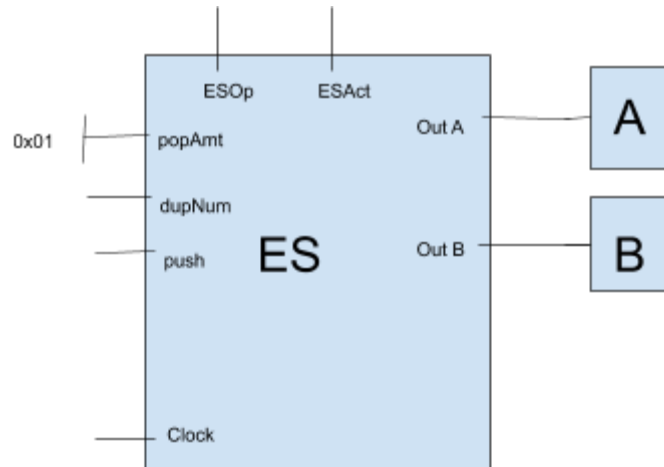 ESOp
ESAct
0x01
popAmt
Out A
A
dupNum
push
ES
Out B
B
Clock